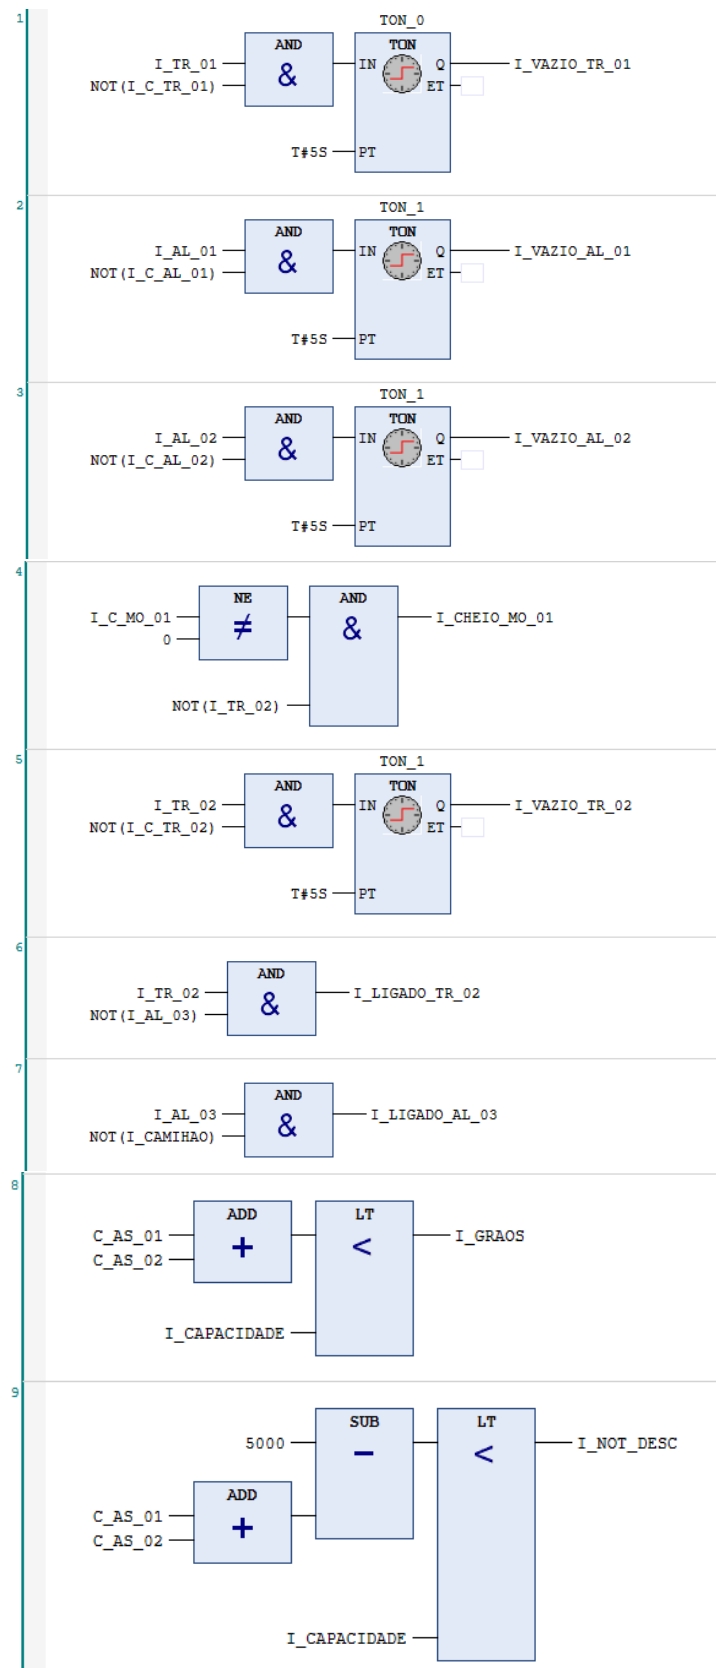 1
TON_0
AND TON
I_TR_01 & IN Q I_VAZIO_TR_01
NOT(I_C_TR_01) ET
T#5S PT
2
TON_1
AND TON
I_AL_01 & IN Q I_VAZIO_AL_01
NOT(I_C_AL_01) ET
T#5S PT
3
TON_1
AND TON
I_AL_02 & IN Q I_VAZIO_AL_02
NOT(I_C_AL_02) ET
T#5S PT
4
NE AND
I_C_MO_01 ≠ & I_CHEIO_MO_01
0
NOT(I_TR_02)
5
TON_1
AND TON
I_TR_02 & IN Q I_VAZIO_TR_02
NOT(I_C_TR_02) ET
T#5S PT
6
AND
I_TR_02 & I_LIGADO_TR_02
NOT(I_AL_03)
7
AND
I_AL_03 & I_LIGADO_AL_03
NOT(I_CAMIHAO)
8
ADD LT
C_AS_01 + < I_GRAOS
C_AS_02
I_CAPACIDADE
9
SUB LT
5000 - < I_NOT_DESC
ADD
C_AS_01 +
C_AS_02
I_CAPACIDADE